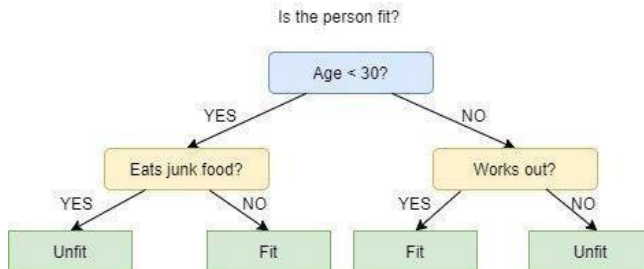 Is the person fit?
Age < 30?
YES
NO
Eats junk food?
Works out?
YES
NO
YES
NO
Unfit
Fit
Fit
Unfit